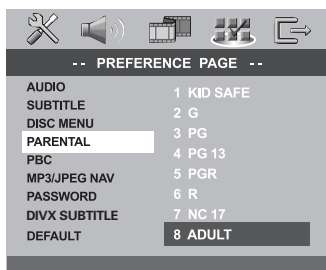 -- PREFERENCE PAGE --
AUDIO
SUBTITLE
DISC MENU
PARENTAL
PBC
MP3/JPEG NAV
PASSWORD
DIVX SUBTITLE
DEFAULT
1 KID SAFE
2 G
3 PG
4 PG 13
5 PGR
6 R
7 NC 17
8 ADULT